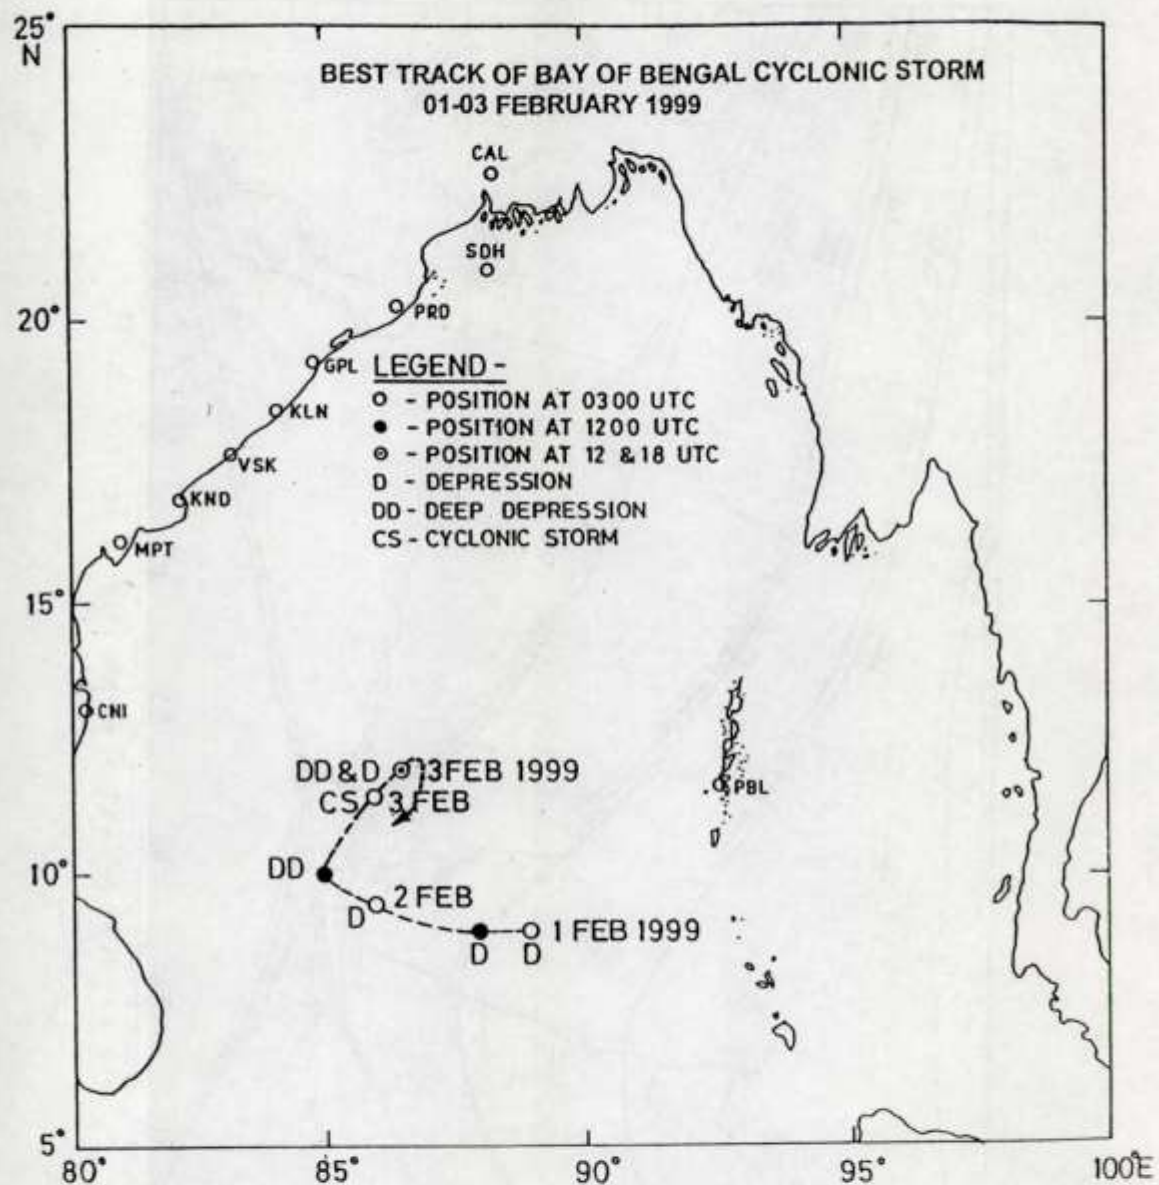 25°
N
BEST TRACK OF BAY OF BENGAL CYCLONIC STORM
01-03 FEBRUARY 1999
CAL
SDH
20°
PRD
GPL
LEGEND -
○ - POSITION AT 0300 UTC
KLN
● - POSITION AT 1200 UTC
⊙ - POSITION AT 12 & 18 UTC
VSK
D - DEPRESSION
KND
DD - DEEP DEPRESSION
CS - CYCLONIC STORM
MPT
15°
CNI
DD & D 3 FEB 1999
PBL
CS 3 FEB
10°
DD
2 FEB
D
1 FEB 1999
D D
5°
80° 85° 90° 95° 100°E